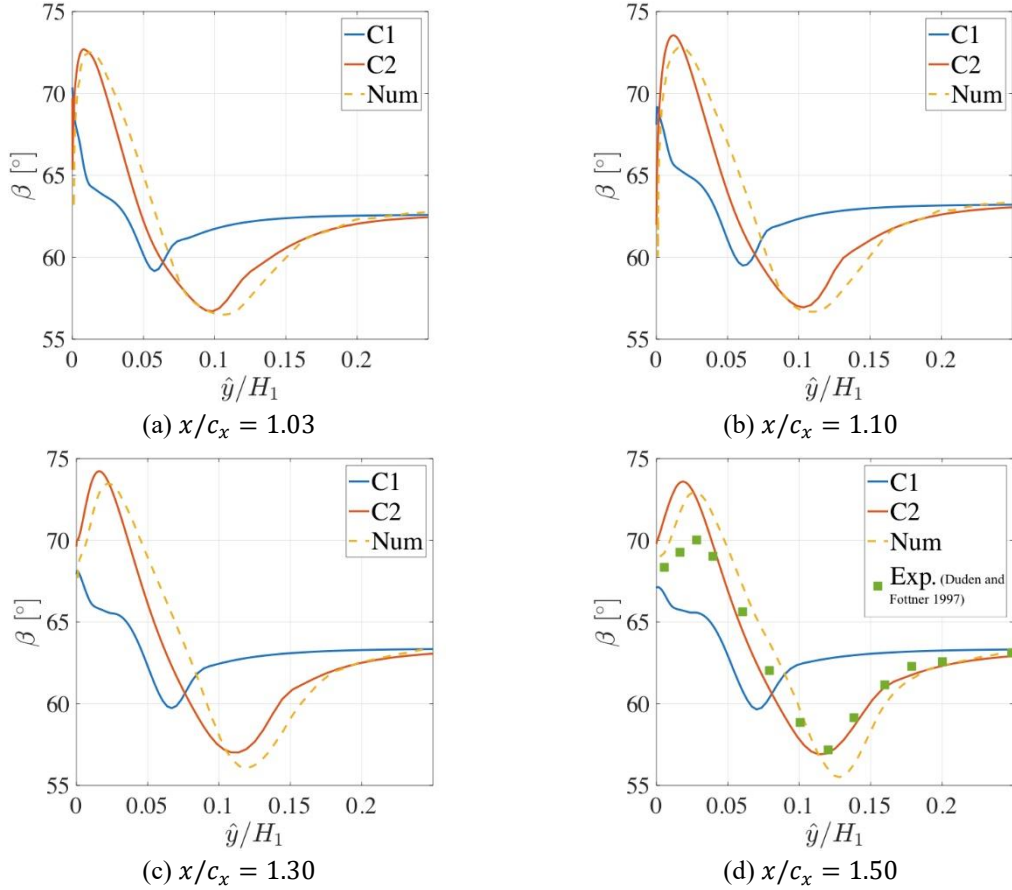 75
70
65
60
55
β [°]
C1
C2
Num
0
0.05
0.1
0.15
0.2
ŷ/H₁
(a) x/cₓ = 1.03
75
70
65
60
55
β [°]
C1
C2
Num
0
0.05
0.1
0.15
0.2
ŷ/H₁
(b) x/cₓ = 1.10
75
70
65
60
55
β [°]
C1
C2
Num
0
0.05
0.1
0.15
0.2
ŷ/H₁
(c) x/cₓ = 1.30
75
70
65
60
55
β [°]
C1
C2
Num
Exp. (Duden and
Fottner 1997)
0
0.05
0.1
0.15
0.2
ŷ/H₁
(d) x/cₓ = 1.50